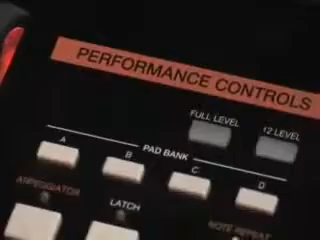 PERFORMANCE CONTROLS
FULL LEVEL 12 LEVEL
PAD BANK
A B C D
ARPEGGIATOR LATCH NOTE REPEAT